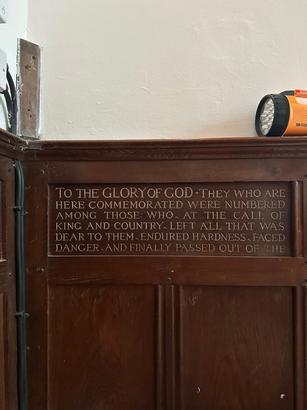 TO THE GLORY OF GOD · THEY WHO ARE
HERE COMMEMORATED WERE NUMBERED
AMONG THOSE WHO · AT THE CALL OF
KING AND COUNTRY · LEFT ALL THAT WAS
DEAR TO THEM · ENDURED HARDNESS · FACED
DANGER · AND FINALLY PASSED OUT OF THE